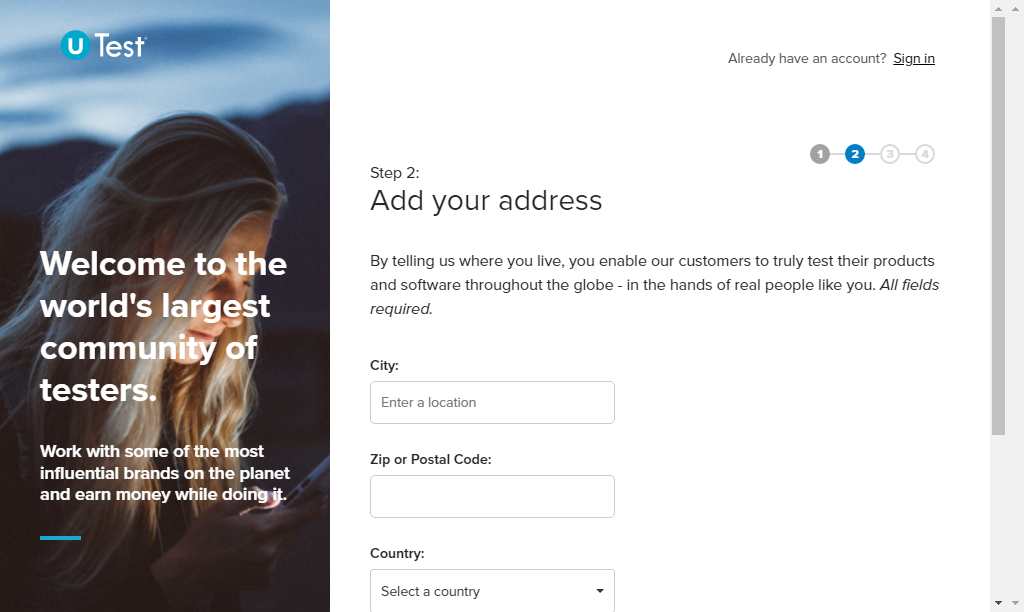 U Test
Already have an account? Sign in
1 2 3 4
Step 2:
Add your address
Welcome to the
world's largest
community of
testers.
Work with some of the most
influential brands on the planet
and earn money while doing it.
By telling us where you live, you enable our customers to truly test their products
and software throughout the globe - in the hands of real people like you. All fields
required.
City:
Enter a location
Zip or Postal Code:
Country:
Select a country